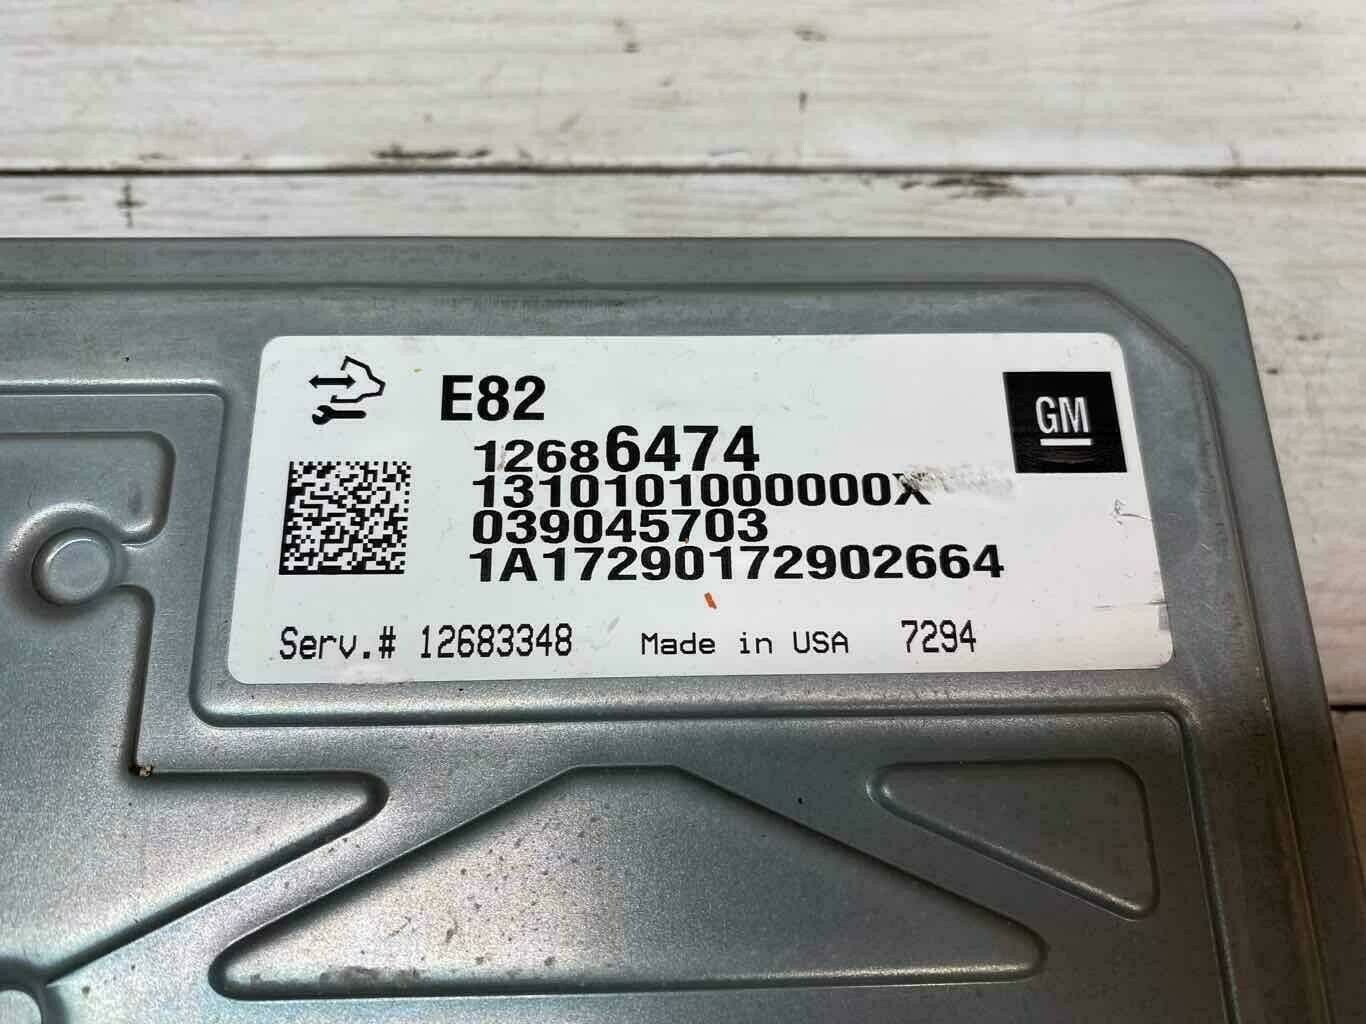 E82
GM
12686474
1310101000000X
039045703
1A17290172902664
Serv.# 12683348 Made in USA 7294